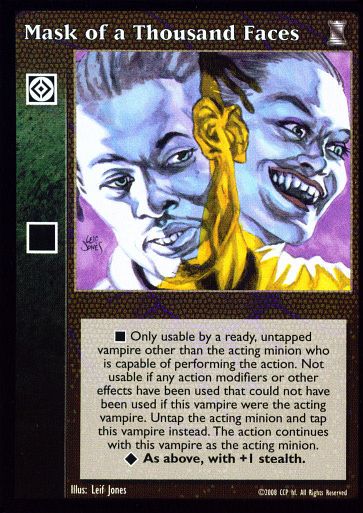 Mask of a Thousand Faces
LEIF
JONES
Only usable by a ready, untapped
vampire other than the acting minion who
is capable of performing the action. Not
usable if any action modifiers or other
effects have been used that could not have
been used if this vampire were the acting
vampire. Untap the acting minion and tap
this vampire instead. The action continues
with this vampire as the acting minion.
As above, with +1 stealth.
Illus: Leif Jones
©2008 CCP hf. All Rights Reserved